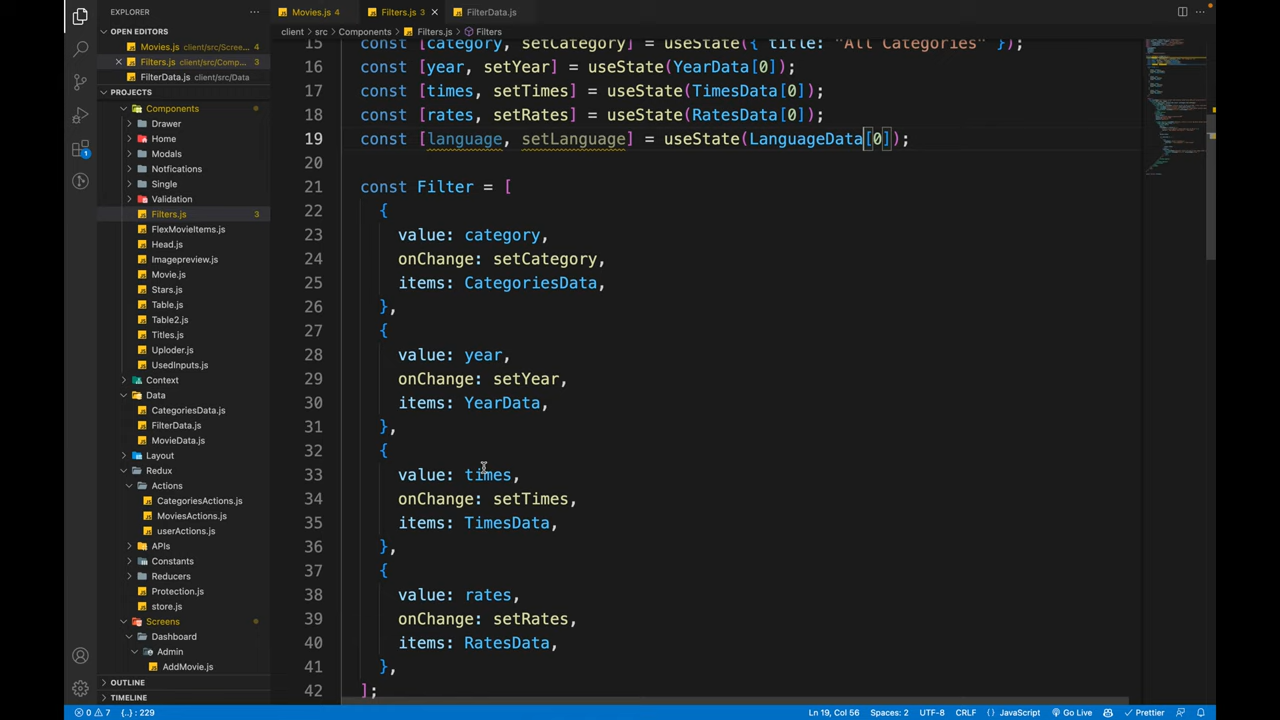 EXPLORER
OPEN EDITORS
Movies.js client/src/Scree... 4
Filters.js client/src/Comp... 3
FilterData.js client/src/Data
PROJECTS
Components
Drawer
Home
Modals
Notfications
Single
Validation
Filters.js 3
FlexMovieItems.js
Head.js
Imagepreview.js
Movie.js
Stars.js
Table.js
Table2.js
Titles.js
Uploder.js
UsedInputs.js
Context
Data
CategoriesData.js
FilterData.js
MovieData.js
Layout
Redux
Actions
CategoriesActions.js
MoviesActions.js
userActions.js
APIs
Constants
Reducers
Protection.js
store.js
Screens
Dashboard
Admin
AddMovie.js
OUTLINE
TIMELINE
1
Movies.js 4 Filters.js 3 FilterData.js
client > src > Components > Filters.js > Filters
15 const [category, setCategory] = useState({ title: "All Categories" });
16 const [year, setYear] = useState(YearData[0]);
17 const [times, setTimes] = useState(TimesData[0]);
18 const [rates, setRates] = useState(RatesData[0]);
19 const [language, setLanguage] = useState(LanguageData[0]);
20
21 const Filter = [
22 {
23 value: category,
24 onChange: setCategory,
25 items: CategoriesData,
26 },
27 {
28 value: year,
29 onChange: setYear,
30 items: YearData,
31 },
32 {
33 value: times,
34 onChange: setTimes,
35 items: TimesData,
36 },
37 {
38 value: rates,
39 onChange: setRates,
40 items: RatesData,
41 },
42 ];
0 7 {..} : 229 Ln 19, Col 56 Spaces: 2 UTF-8 CRLF {} JavaScript Go Live Prettier